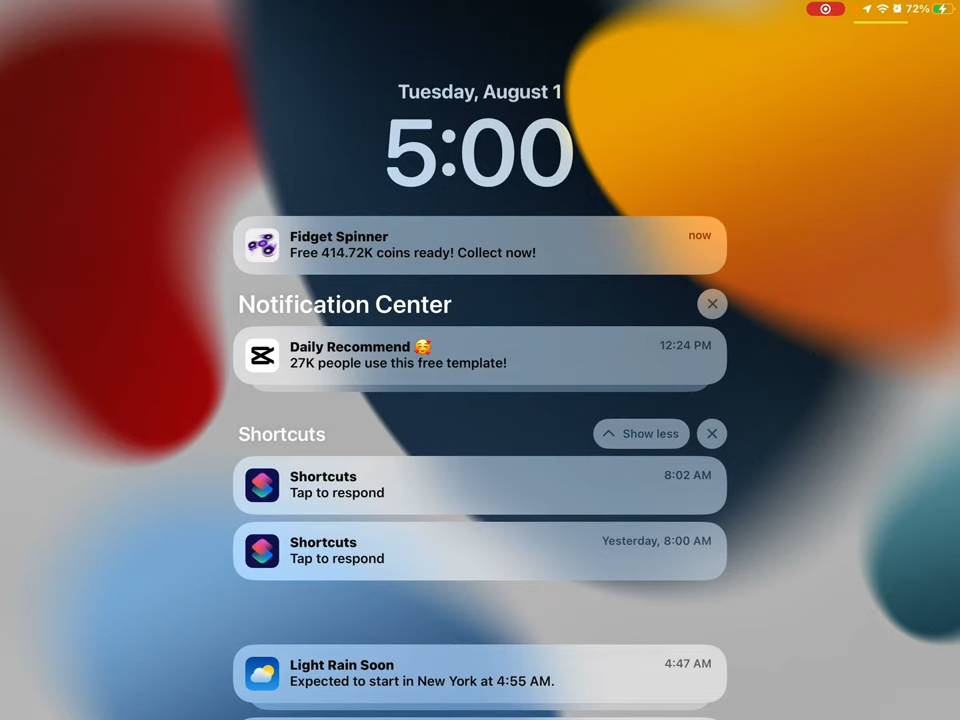 72%
Tuesday, August 1
5:00
Fidget Spinner
now
Free 414.72K coins ready! Collect now!
Notification Center
Daily Recommend 🥰
12:24 PM
27K people use this free template!
Shortcuts
Show less
Shortcuts
8:02 AM
Tap to respond
Shortcuts
Yesterday, 8:00 AM
Tap to respond
Light Rain Soon
4:47 AM
Expected to start in New York at 4:55 AM.